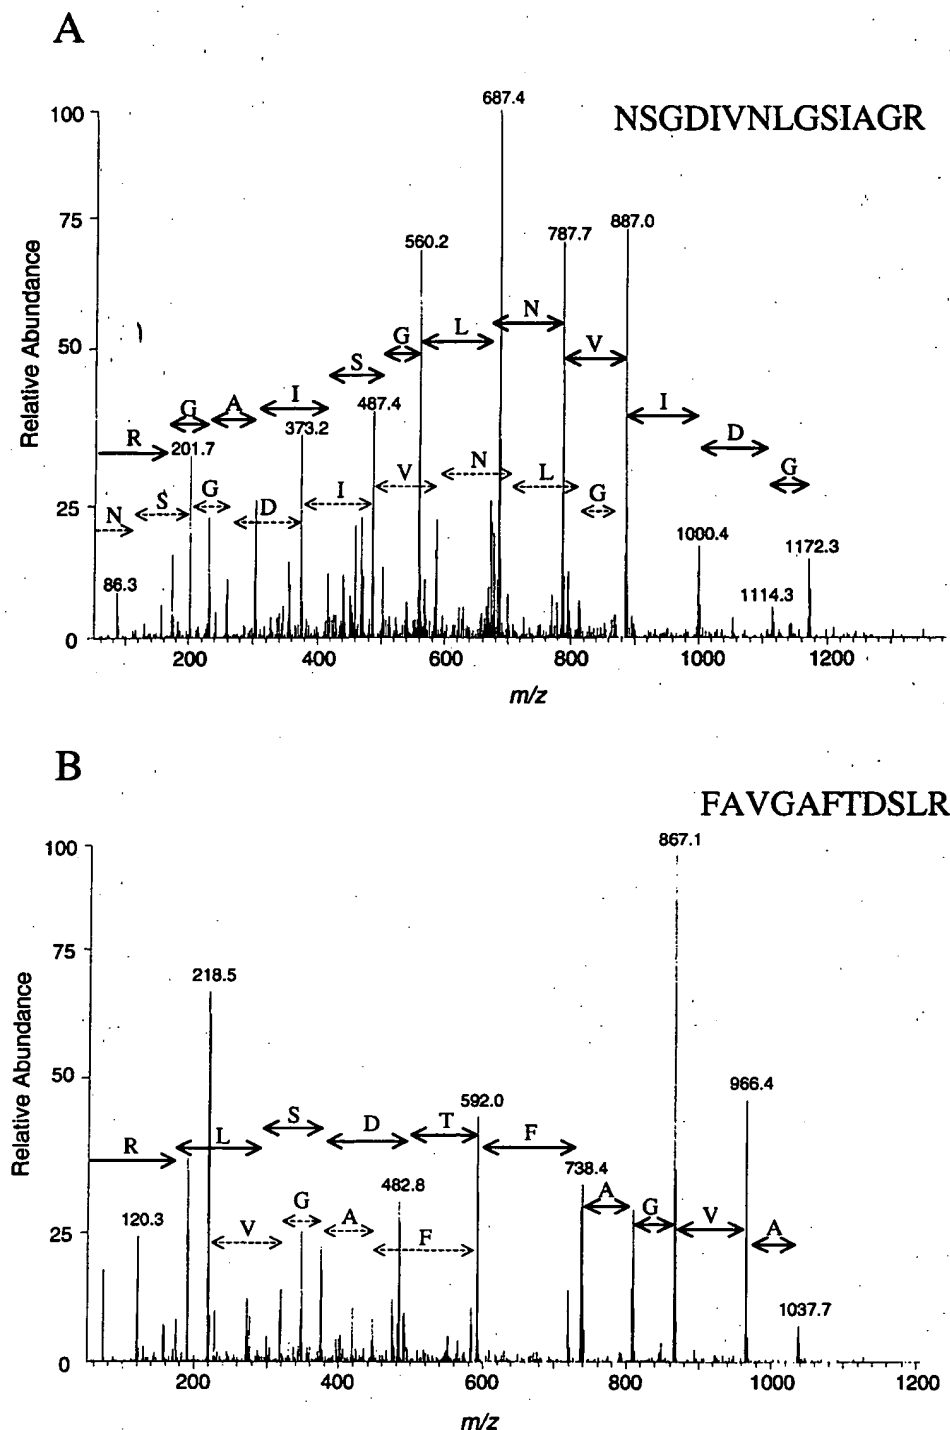 A
687.4
100
NSGDIVNLGSIAGR
75
887.0
787.7
560.2
Relative Abundance
N
50
G
L
V
S
G
A
I
487.4
I
R
201.7
373.2
D
V
N
L
G
25
N
S
G
D
I
G
1000.4
1172.3
86.3
1114.3
0
200
400
600
800
1000
1200
m/z
B
FAVGAFTDSLR
867.1
100
75
218.5
Relative Abundance
50
966.4
592.0
R
L
S
D
T
F
738.4
482.8
A
120.3
V
G
A
F
G
V
A
25
1037.7
0
200
400
600
800
1000
1200
m/z